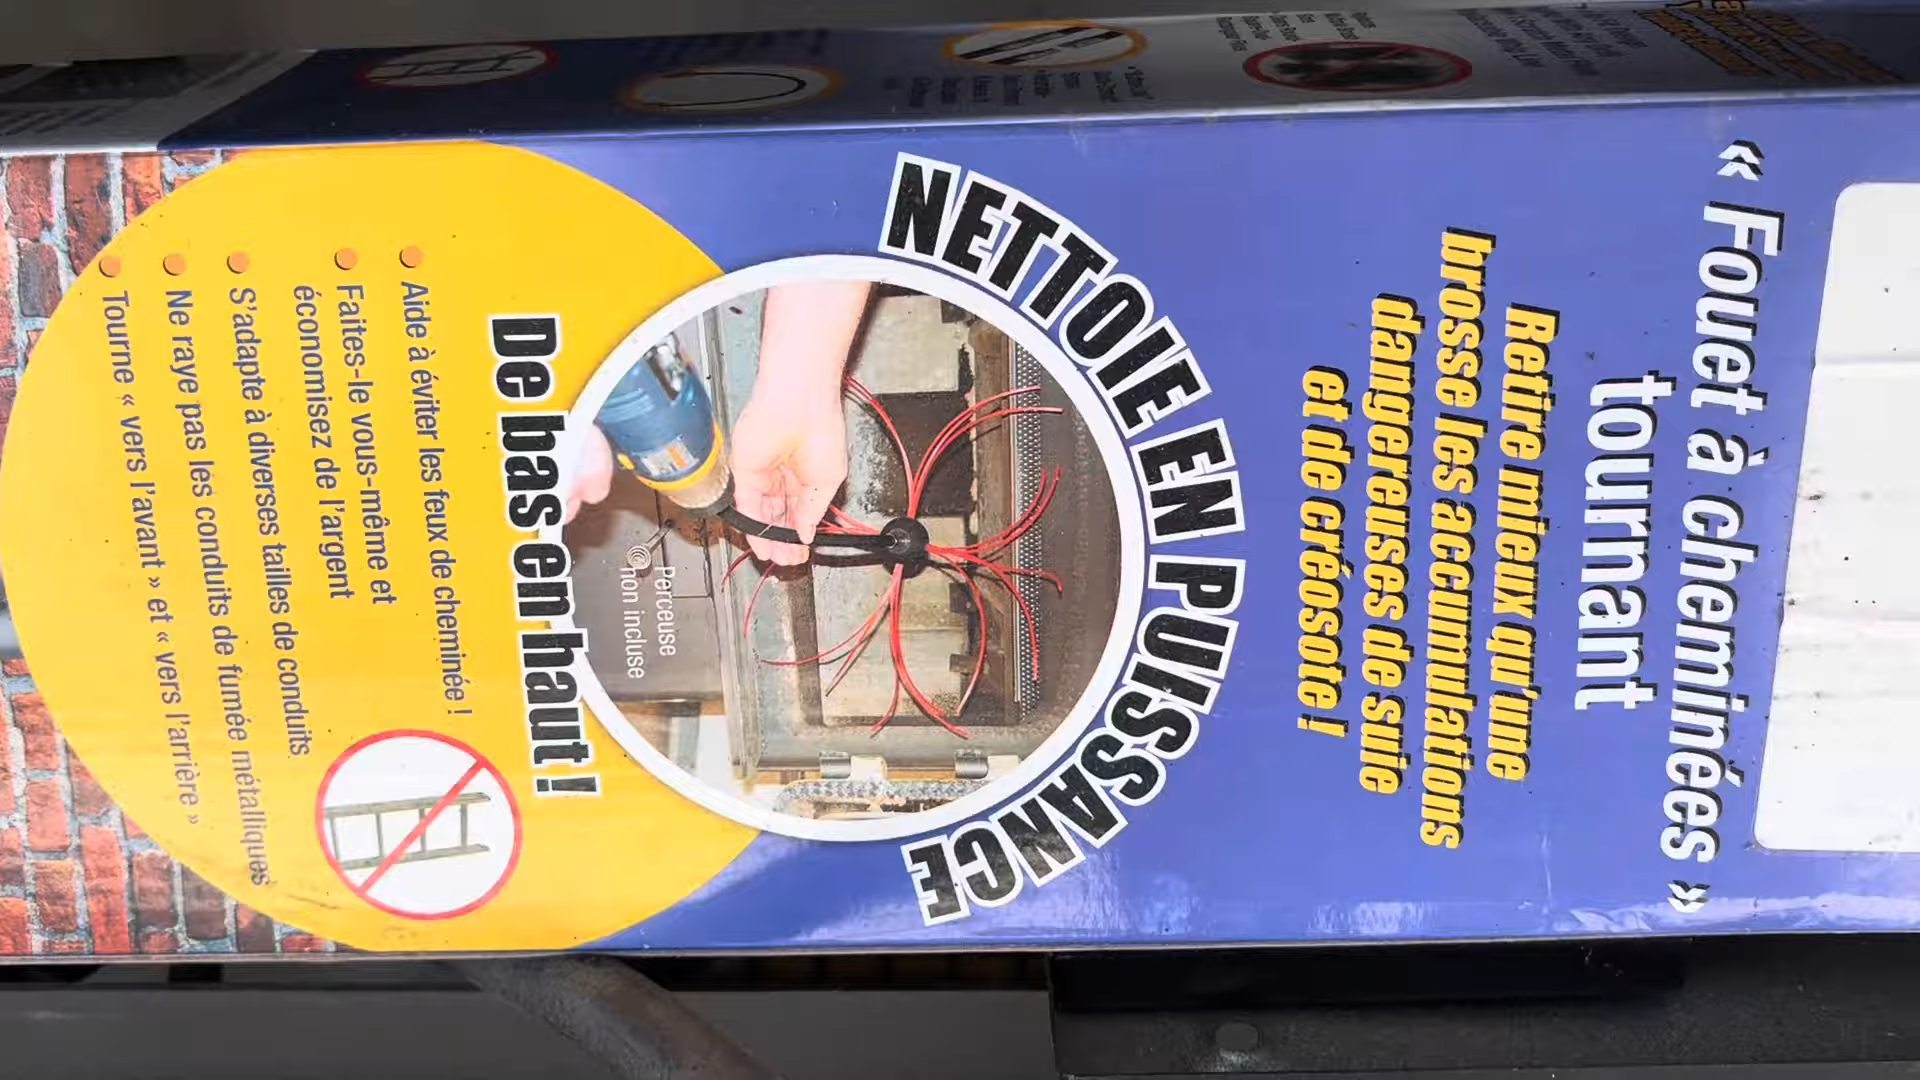 « Fouet à cheminées »
tournant
Retire mieux qu'une
brosse les accumulations
dangereuses de suie
et de créosote !
NETTOIE EN PUISSANCE
Perceuse
non incluse
De bas en haut !
Aide à éviter les feux de cheminée !
Faites-le vous-même et
économisez de l'argent
S'adapte à diverses tailles de conduits
Ne raye pas les conduits de fumée métalliques
Tourne « vers l'avant » et « vers l'arrière »